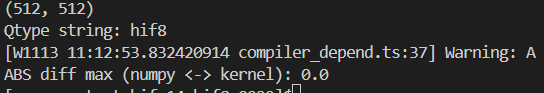 (512, 512)
Qtype string: hif8
[W1113 11:12:53.832420914 compiler_depend.ts:37] Warning: A
ABS diff max (numpy <-> kernel): 0.0